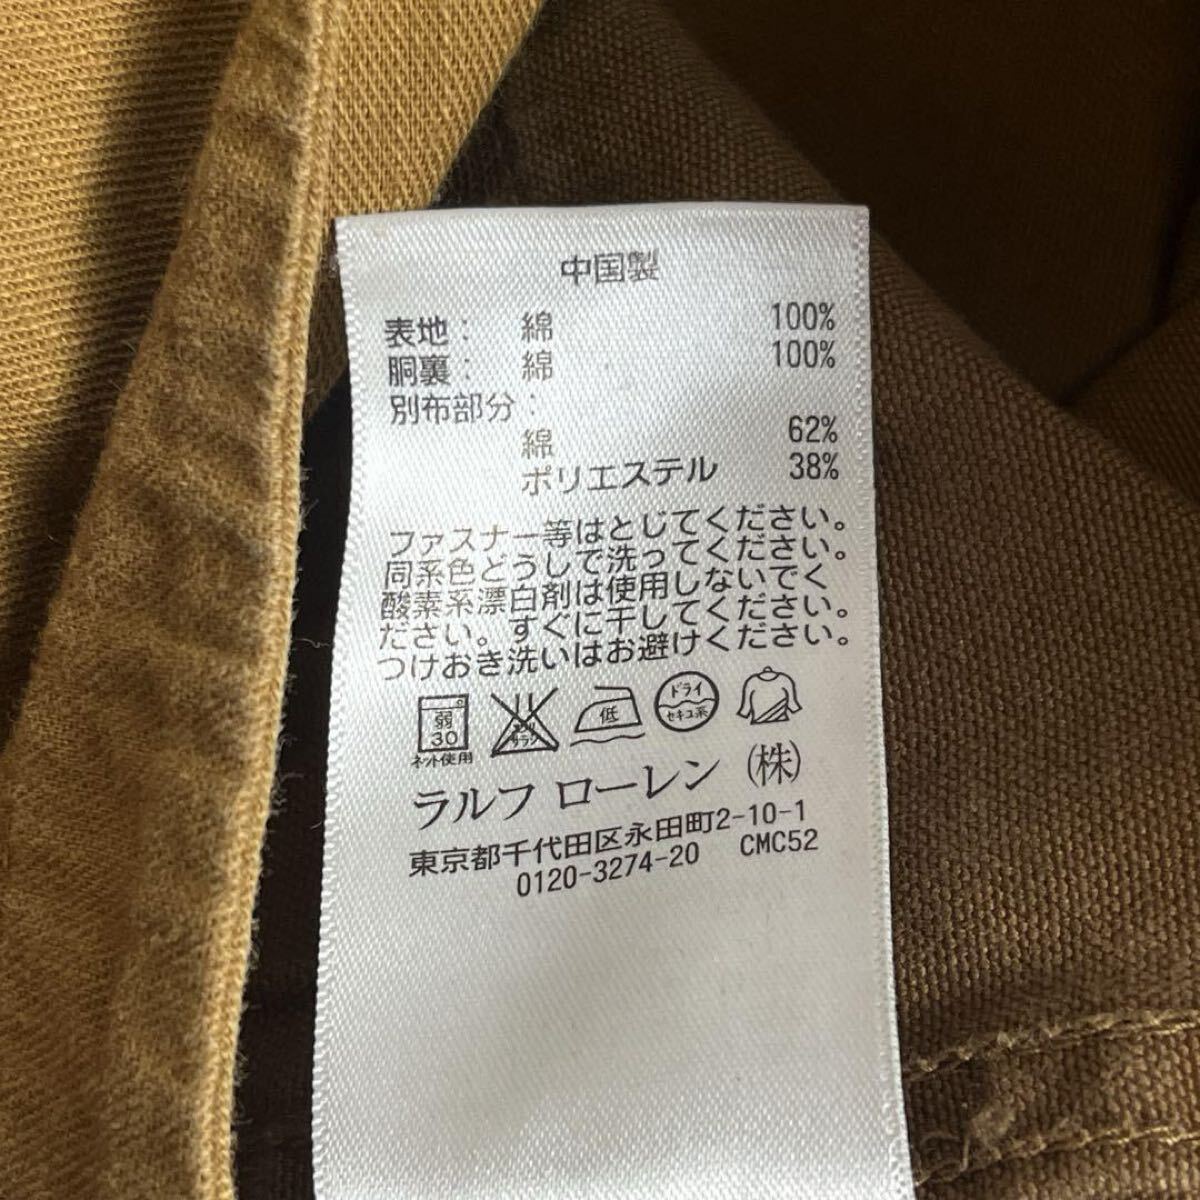 中国製
表地： 綿 100%
胴裏： 綿 100%
別布部分：
綿 62%
ポリエステル 38%
ファスナー等はとじてください。
同系色どうしで洗ってください。
酸素系漂白剤は使用しないでく
ださい。すぐに干してください。
つけおき洗いはお避けください。
弱
30
ネット使用
エンソ
サラシ
低
ドライ
セキユ系
ラルフ ローレン (株)
東京都千代田区永田町2-10-1
0120-3274-20 CMC52